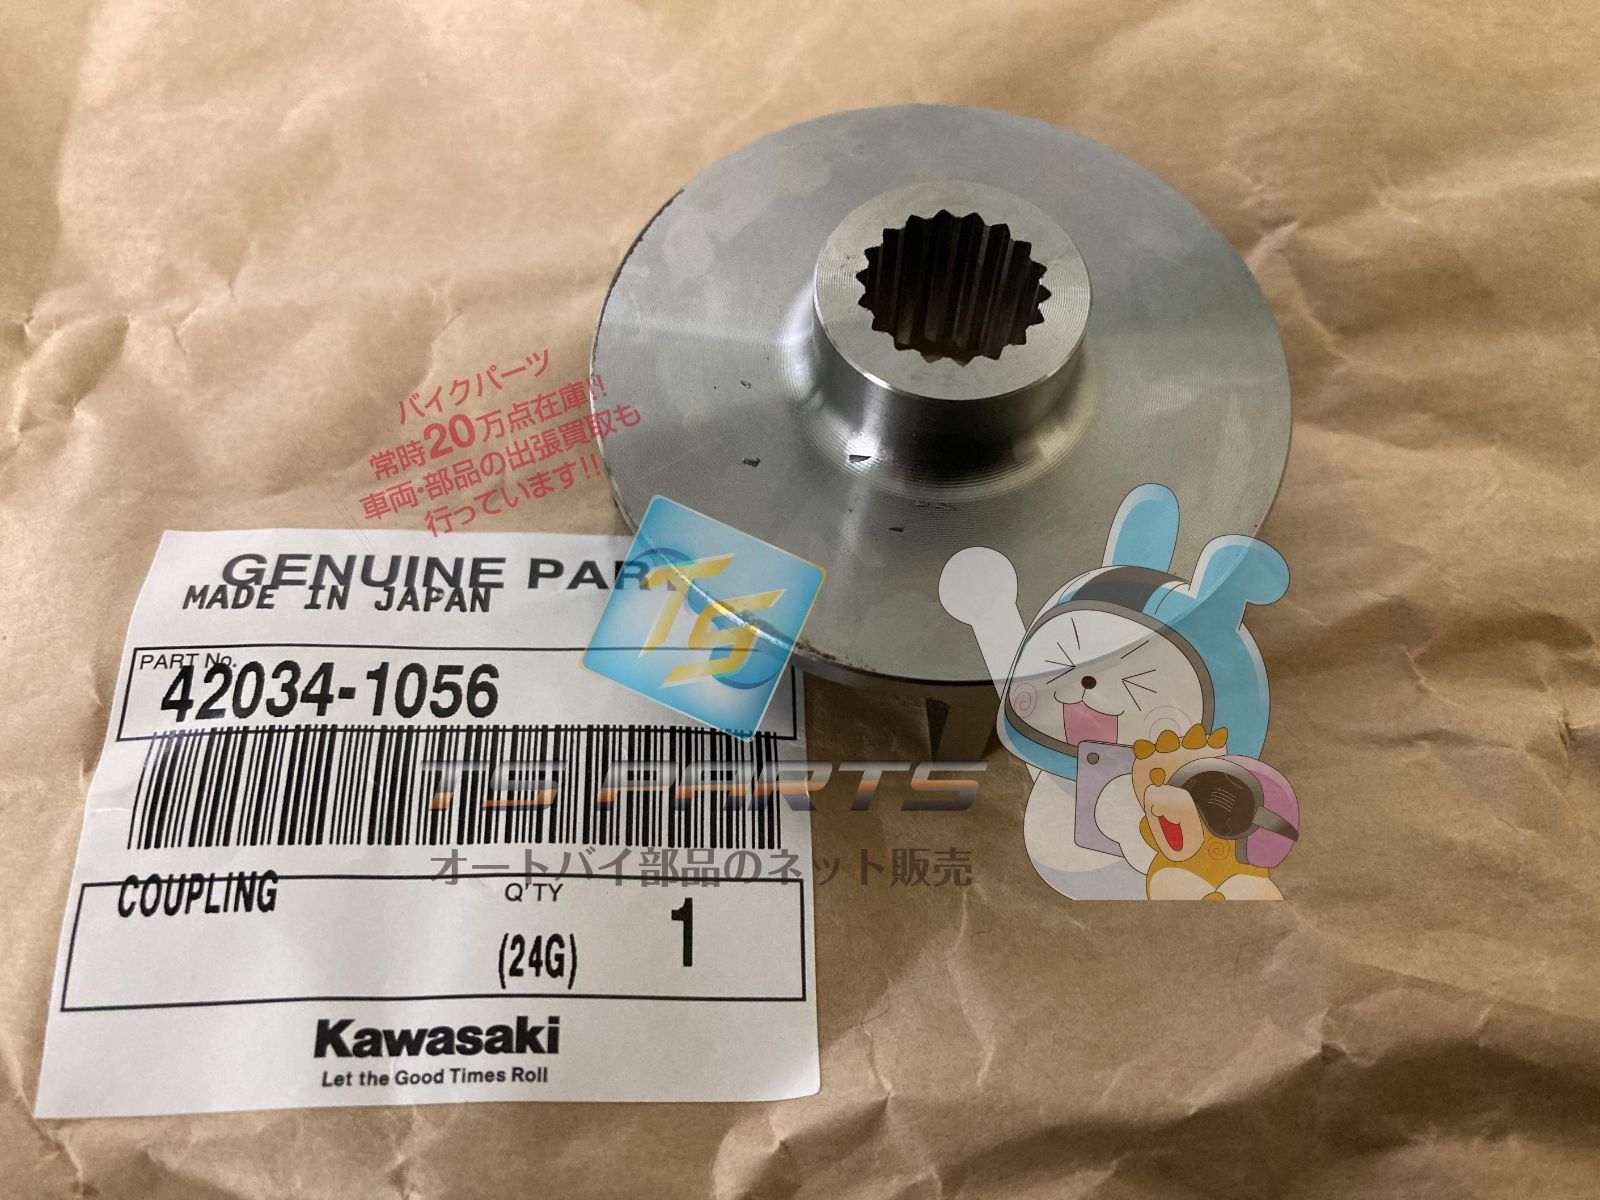 バイクパーツ
常時20万点在庫!!
車両・部品の出張買取も
行っています!!
GENUINE PART
MADE IN JAPAN
PART No.
42034-1056
TS
TS PARTS
オートバイ部品のネット販売
COUPLING
Q'TY
(24G)
1
Kawasaki
Let the Good Times Roll